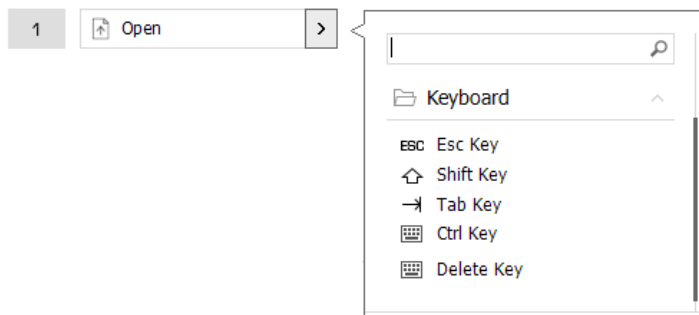 1 Open
Keyboard
ESC Esc Key
Shift Key
Tab Key
Ctrl Key
Delete Key